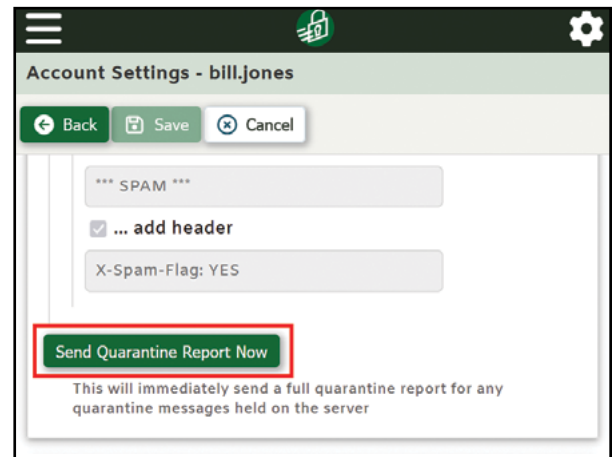 Account Settings - bill.jones
Back Save Cancel
*** SPAM ***
... add header
X-Spam-Flag: YES
Send Quarantine Report Now
This will immediately send a full quarantine report for any
quarantine messages held on the server